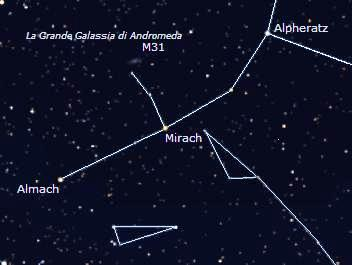 Alpheratz
La Grande Galassia di Andromeda
M31
Mirach
Almach